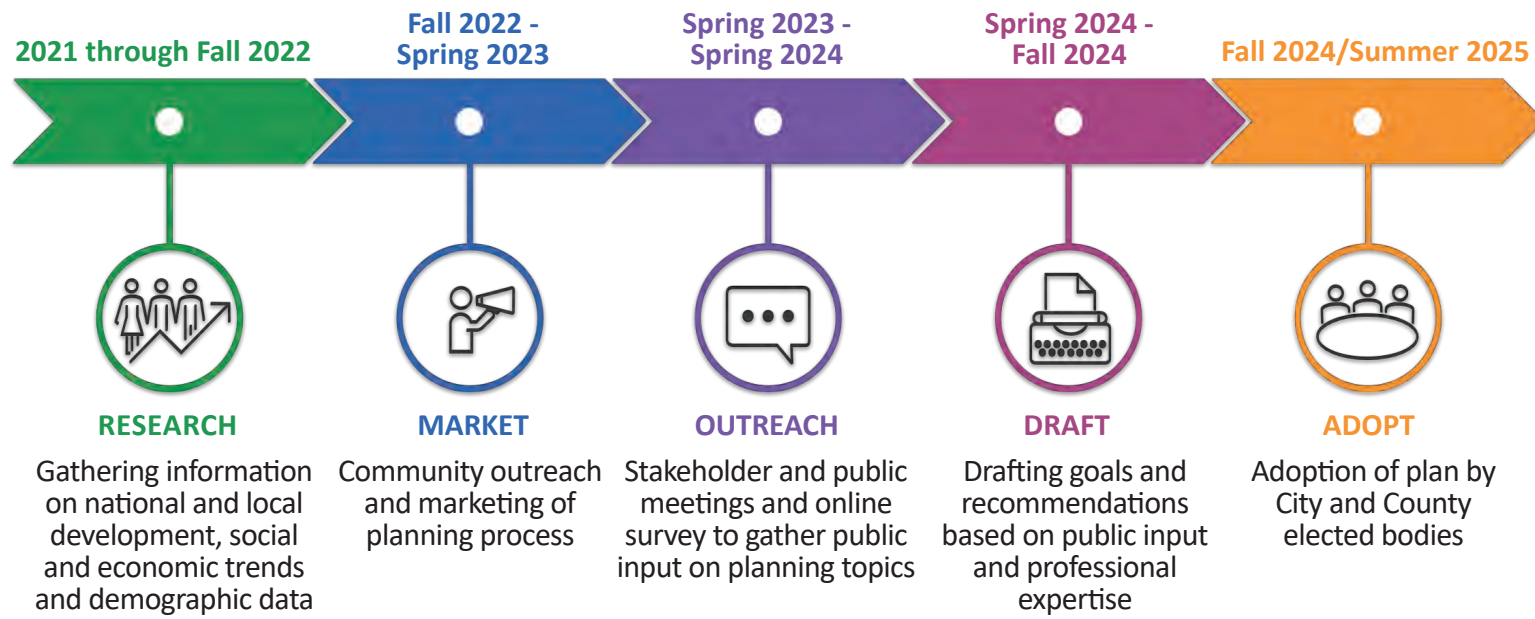 2021 through Fall 2022
Fall 2022 -
Spring 2023
Spring 2023 -
Spring 2024
Spring 2024 -
Fall 2024
Fall 2024/Summer 2025
RESEARCH
Gathering information
on national and local
development, social
and economic trends
and demographic data
MARKET
Community outreach
and marketing of
planning process
OUTREACH
Stakeholder and public
meetings and online
survey to gather public
input on planning topics
DRAFT
Drafting goals and
recommendations
based on public input
and professional
expertise
ADOPT
Adoption of plan by
City and County
elected bodies